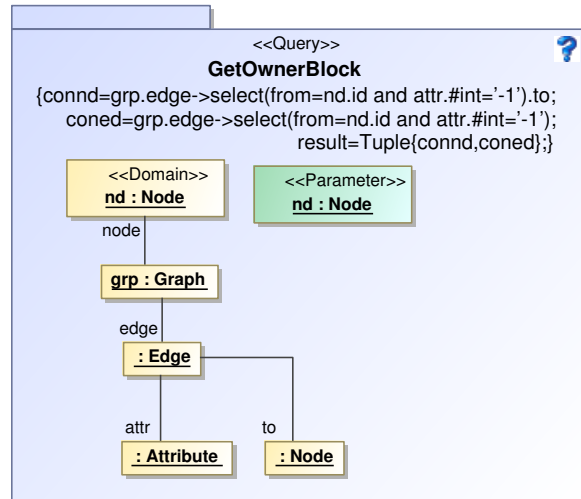 <<Query>>
GetOwnerBlock
{connd=grp.edge->select(from=nd.id and attr.#int='-1').to;
coned=grp.edge->select(from=nd.id and attr.#int='-1');
result=Tuple{connd,coned};}
<<Domain>>
nd : Node
<<Parameter>>
nd : Node
node
grp : Graph
edge
: Edge
attr
to
: Attribute
: Node